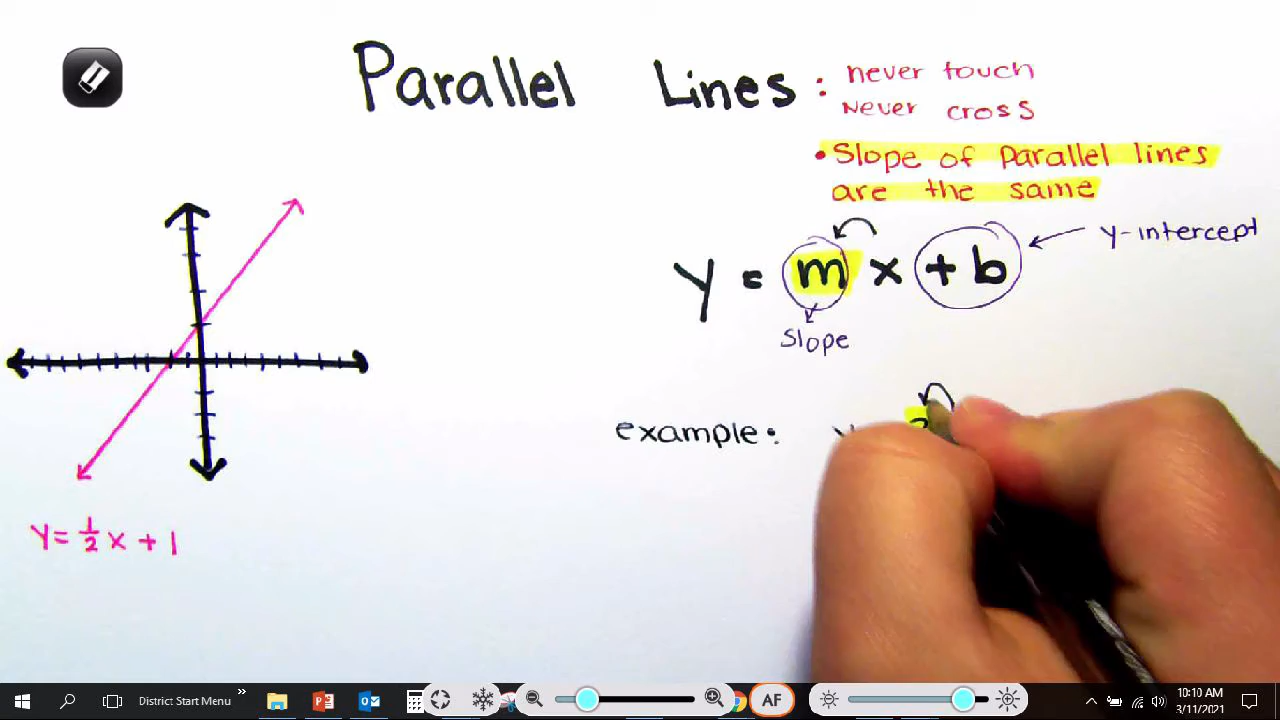 Parallel Lines : never touch
Never cross
• Slope of Parallel lines
are the same
y = m x + b
y-intercept
Slope
example:
y = 1/2 x + 1
District Start Menu
AF
10:10 AM
3/11/2021